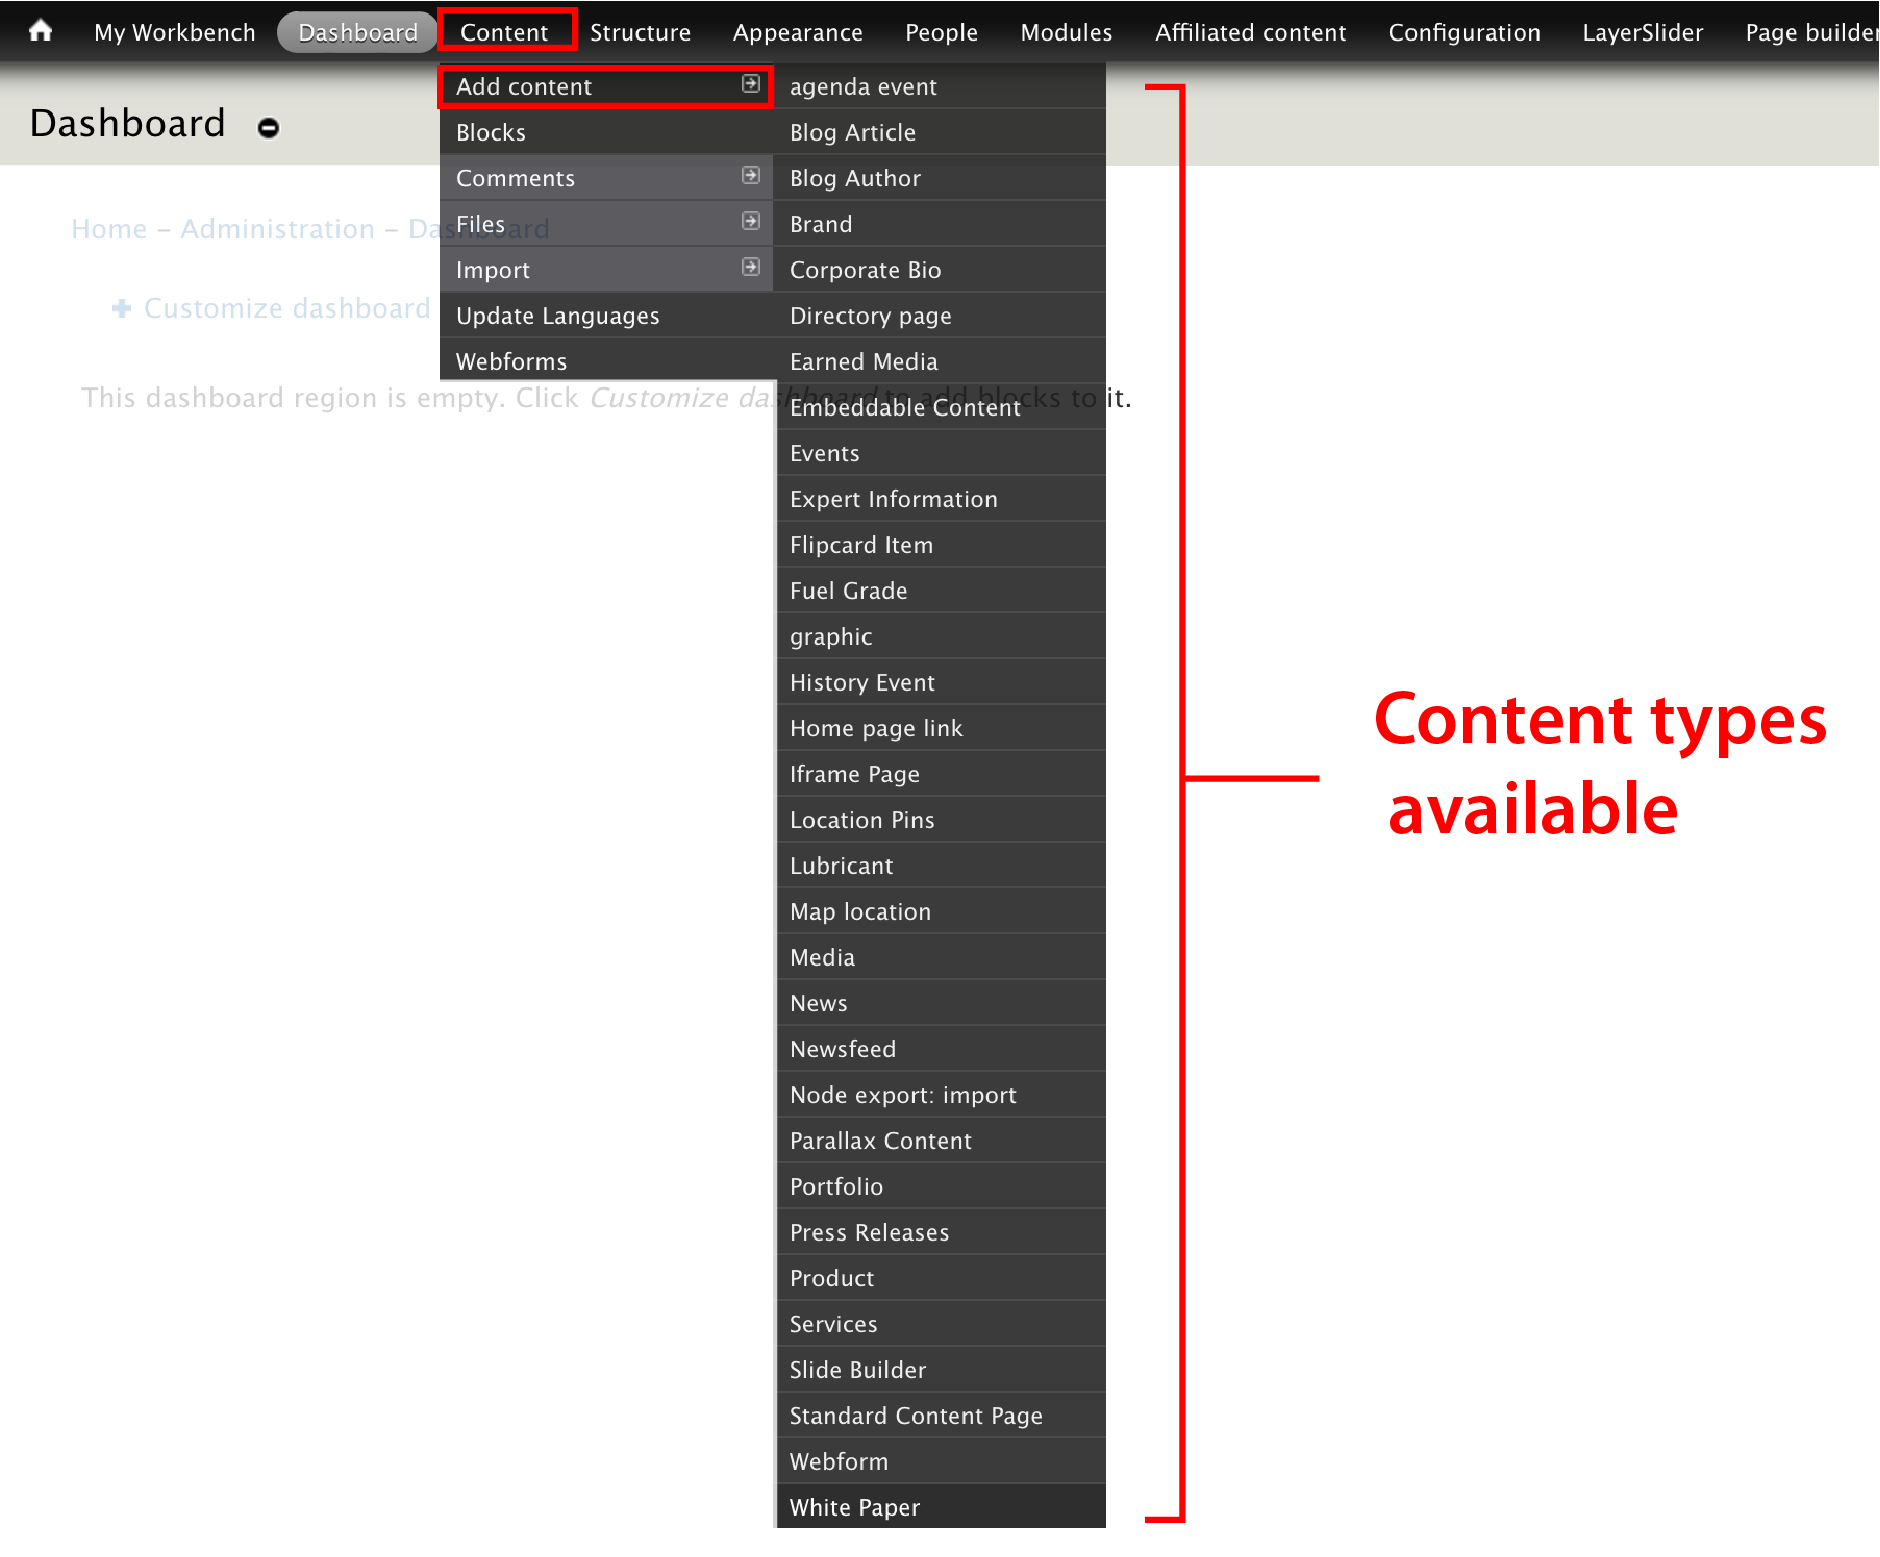 My Workbench Dashboard Content Structure Appearance People Modules Affiliated content Configuration LayerSlider Page builder
Dashboard
Home – Administration – Dashboard
Customize dashboard
This dashboard region is empty. Click Customize dashboard to add blocks to it.
Add content
Blocks
Comments
Files
Import
Update Languages
Webforms
agenda event
Blog Article
Blog Author
Brand
Corporate Bio
Directory page
Earned Media
Embeddable Content
Events
Expert Information
Flipcard Item
Fuel Grade
graphic
History Event
Home page link
Iframe Page
Location Pins
Lubricant
Map location
Media
News
Newsfeed
Node export: import
Parallax Content
Portfolio
Press Releases
Product
Services
Slide Builder
Standard Content Page
Webform
White Paper
Content types
available